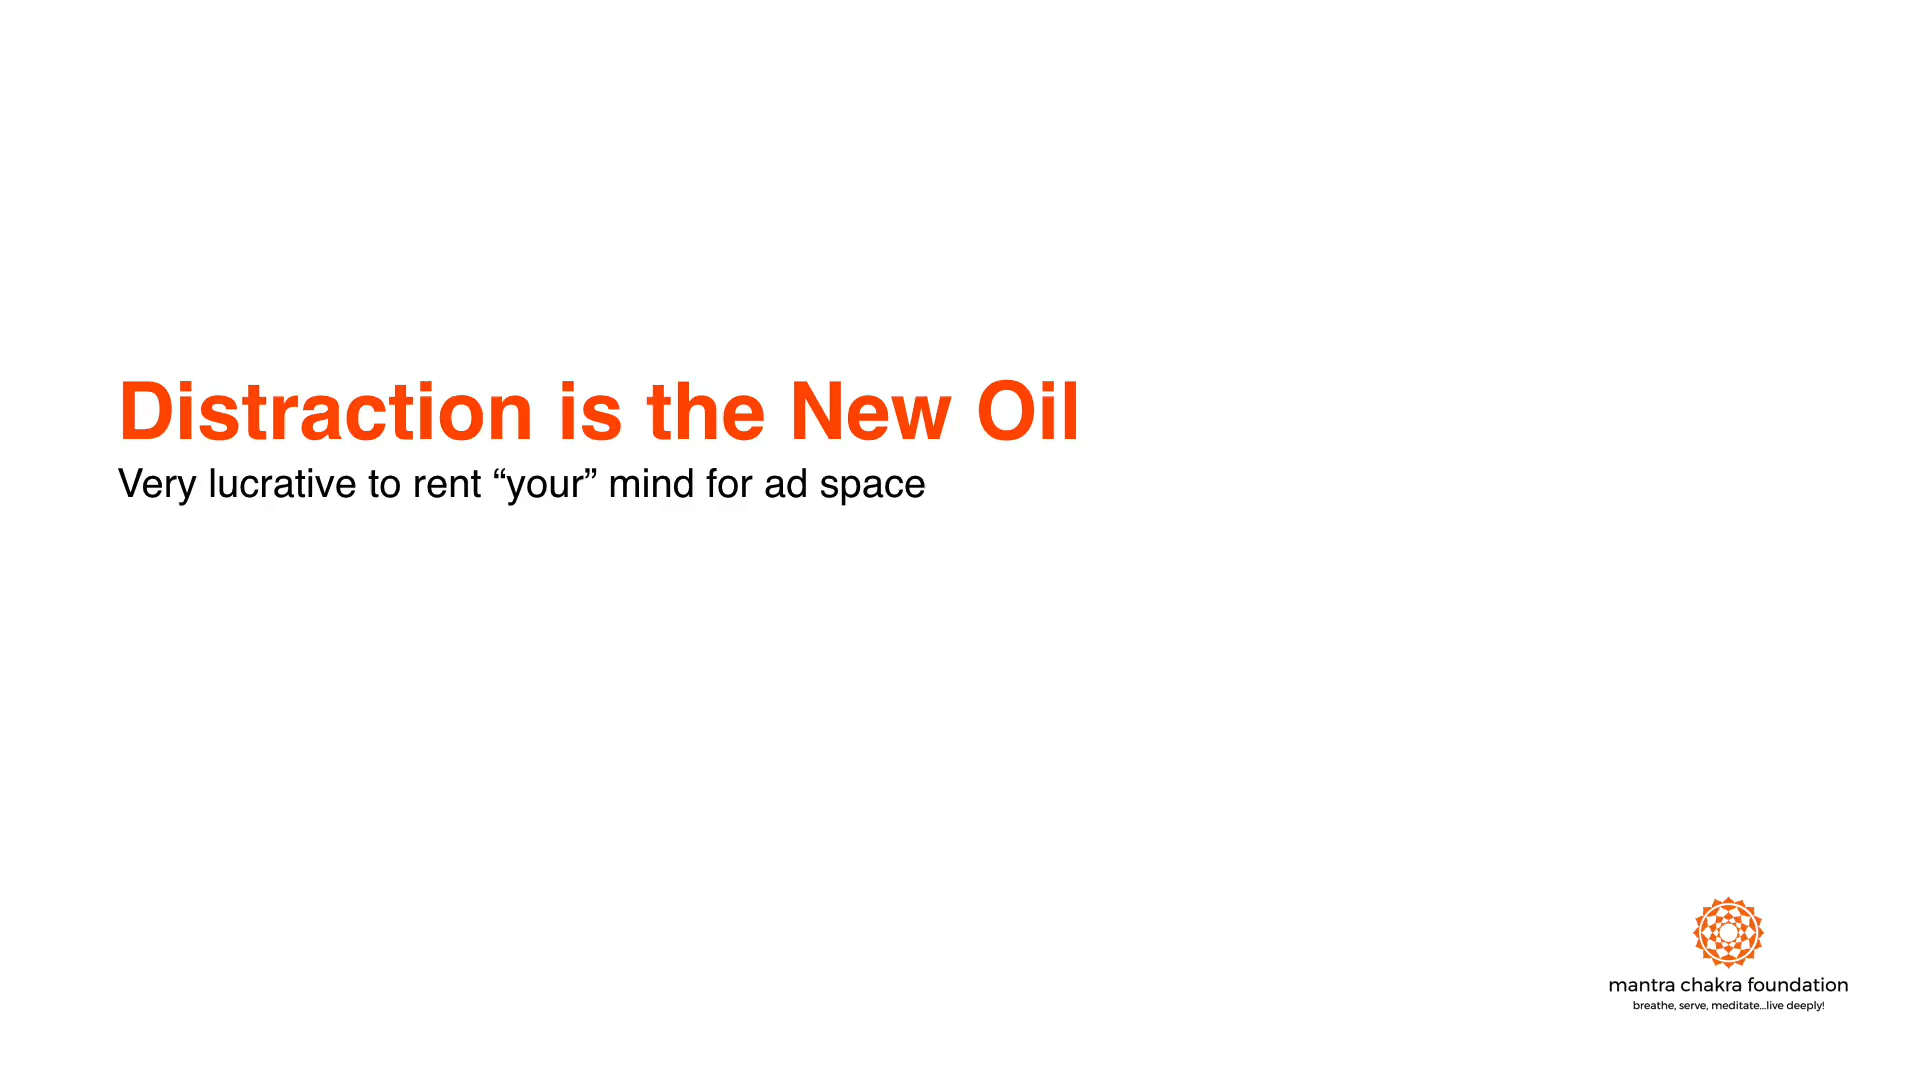 Distraction is the New Oil
Very lucrative to rent “your” mind for ad space
mantra chakra foundation
breathe, serve, meditate...live deeply!